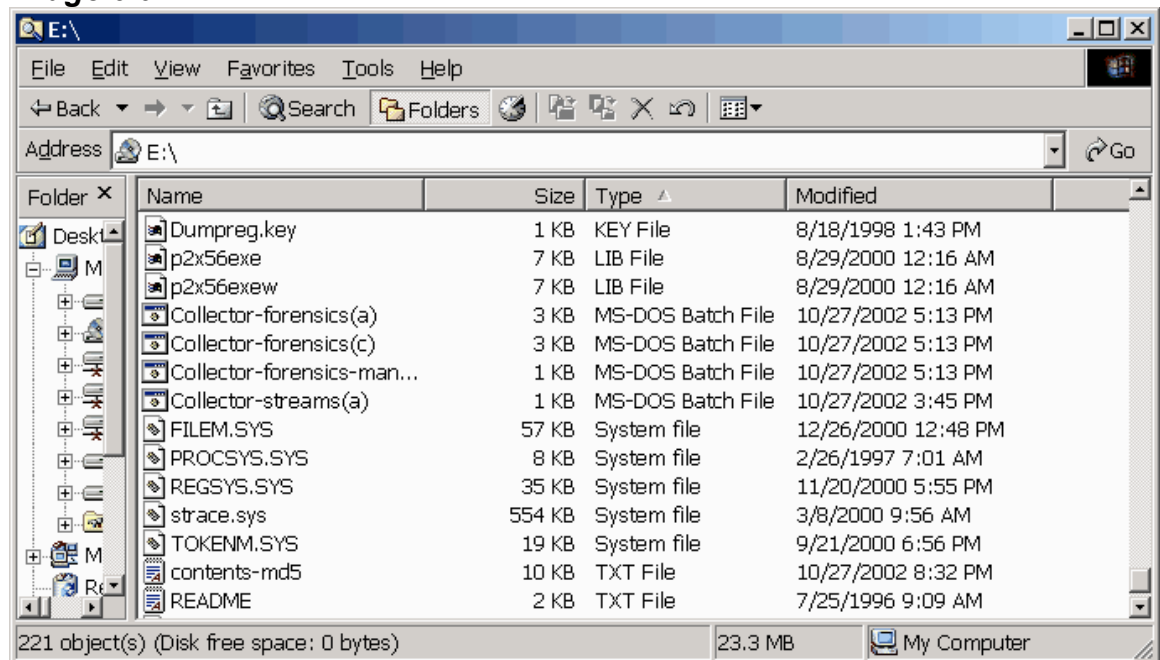 E:\
File Edit View Favorites Tools Help
Back Search Folders
Address E:\ Go
Folder Name Size Type Modified
Dumpreg.key 1 KB KEY File 8/18/1998 1:43 PM
p2x56exe 7 KB LIB File 8/29/2000 12:16 AM
p2x56exew 7 KB LIB File 8/29/2000 12:16 AM
Collector-forensics(a) 3 KB MS-DOS Batch File 10/27/2002 5:13 PM
Collector-forensics(c) 3 KB MS-DOS Batch File 10/27/2002 5:13 PM
Collector-forensics-man... 1 KB MS-DOS Batch File 10/27/2002 5:13 PM
Collector-streams(a) 1 KB MS-DOS Batch File 10/27/2002 3:45 PM
FILEM.SYS 57 KB System file 12/26/2000 12:48 PM
PROCSYS.SYS 8 KB System file 2/26/1997 7:01 AM
REGSYS.SYS 35 KB System file 11/20/2000 5:55 PM
strace.sys 554 KB System file 3/8/2000 9:56 AM
TOKENM.SYS 19 KB System file 9/21/2000 6:56 PM
contents-md5 10 KB TXT File 10/27/2002 8:32 PM
README 2 KB TXT File 7/25/1996 9:09 AM
221 object(s) (Disk free space: 0 bytes) 23.3 MB My Computer